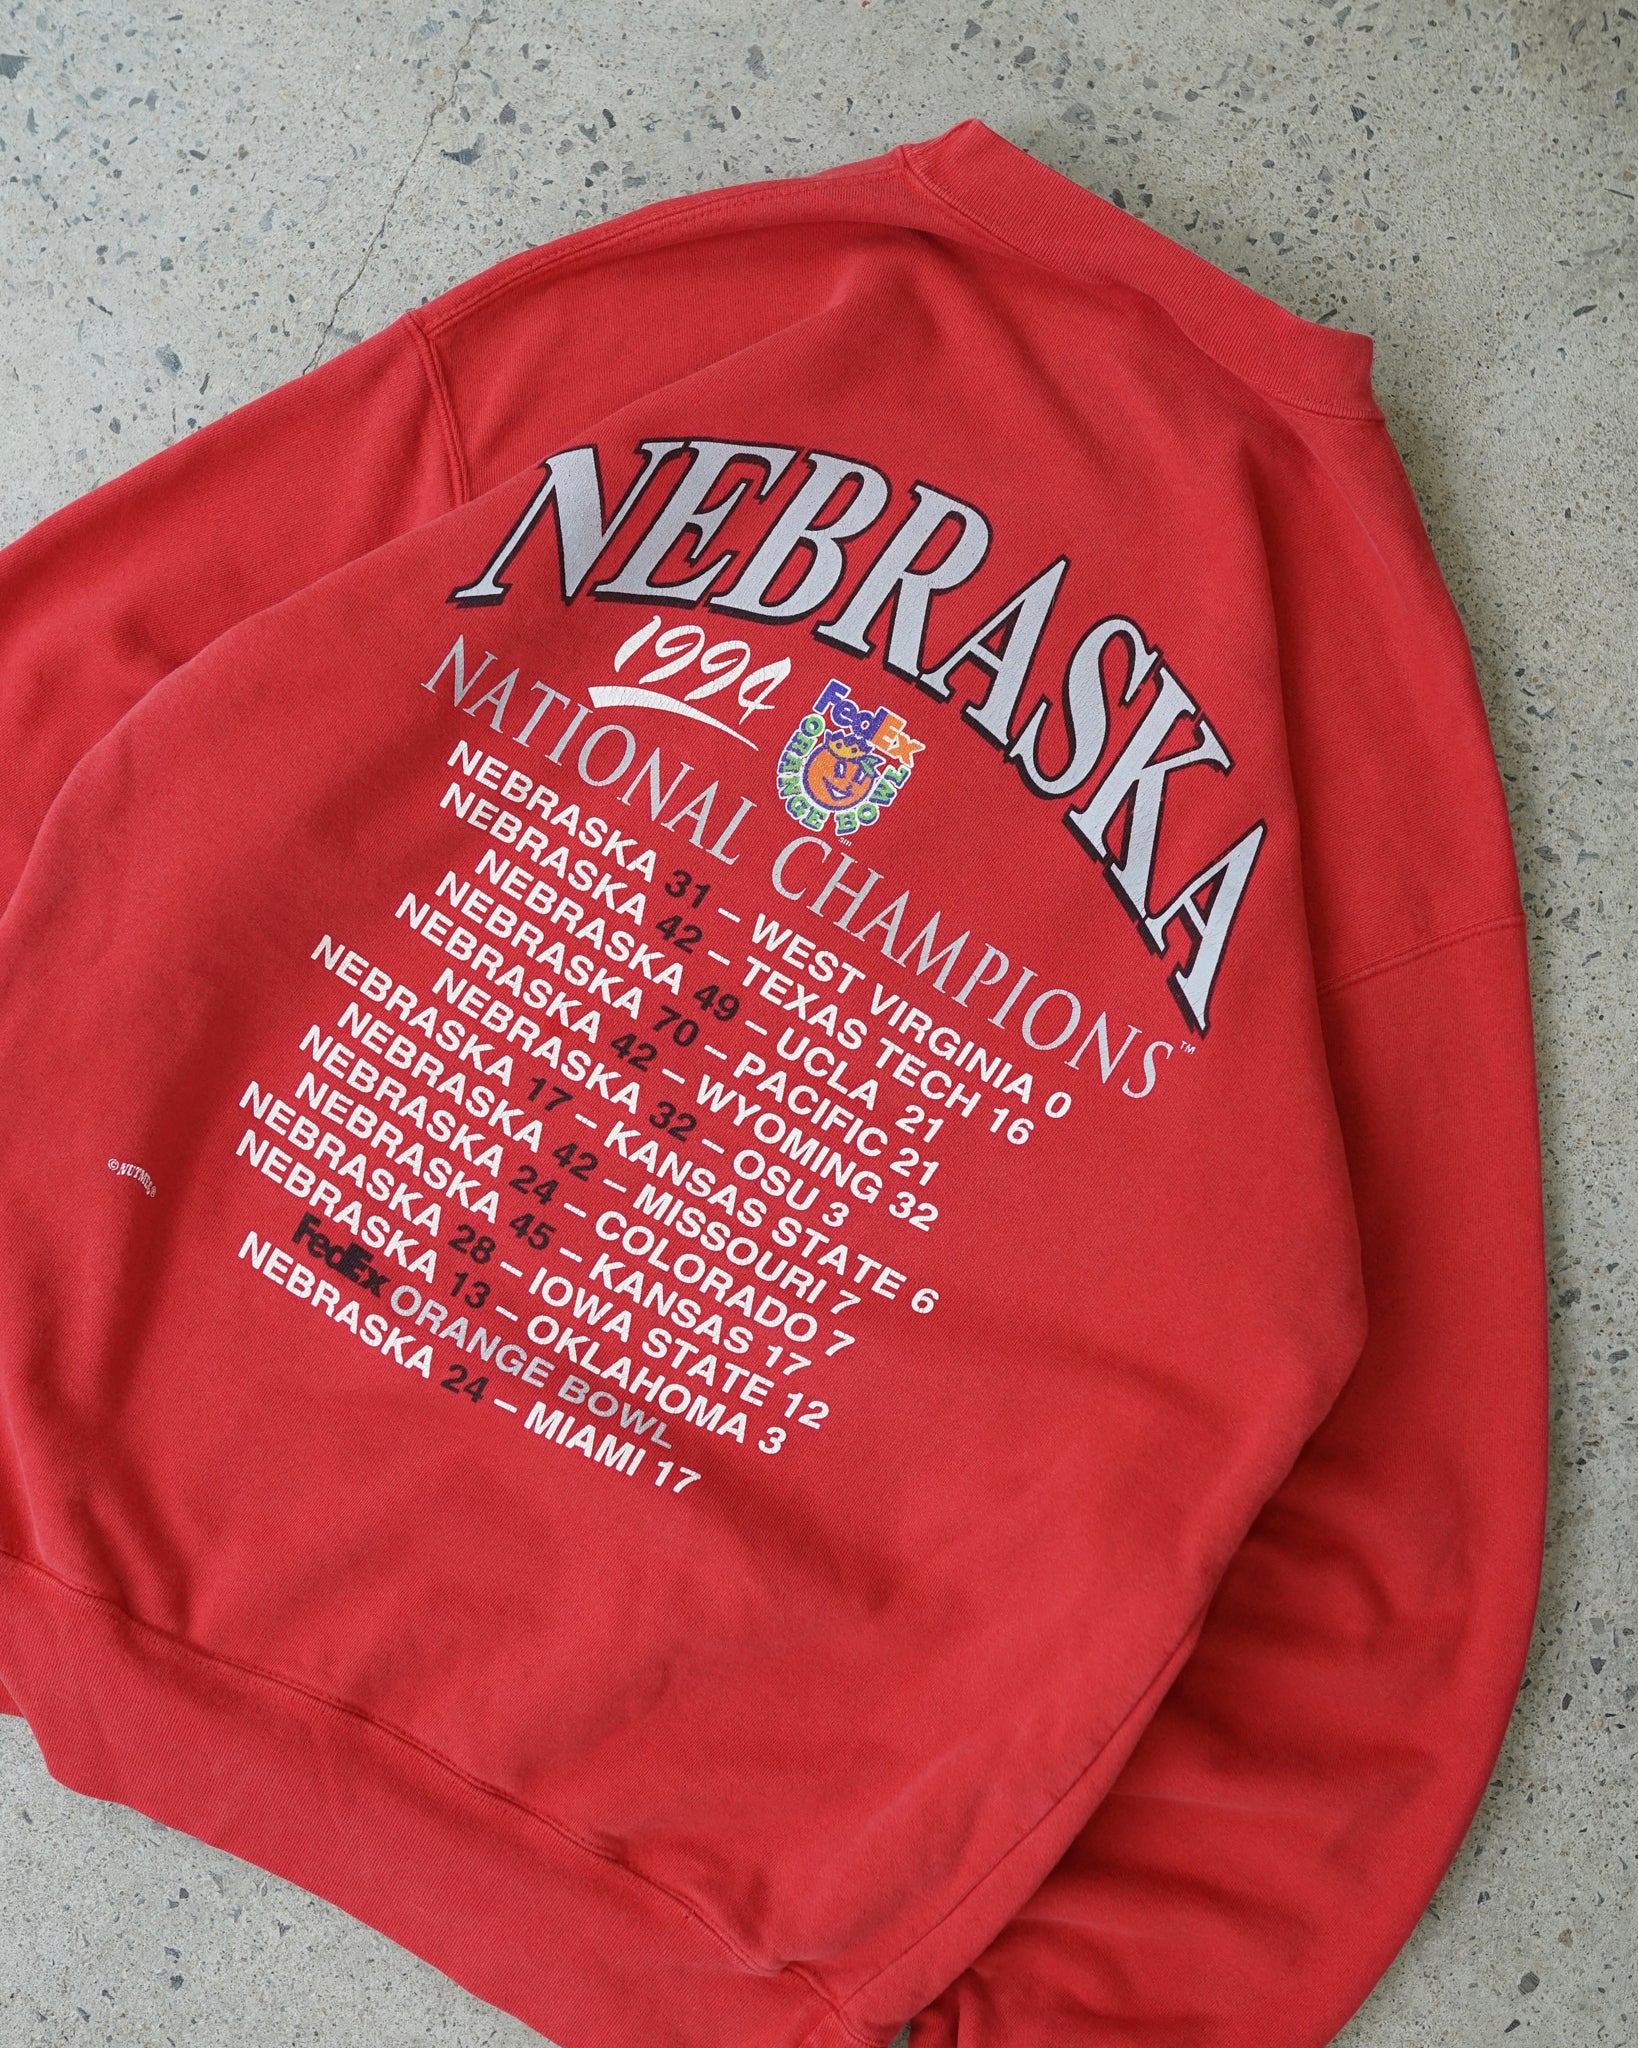 NEBRASKA
1994
FedEx
ORANGE BOWL
SM
NATIONAL CHAMPIONS™
NEBRASKA 31 – WEST VIRGINIA 0
NEBRASKA 42 – TEXAS TECH 16
NEBRASKA 49 – UCLA 21
NEBRASKA 70 – PACIFIC 21
NEBRASKA 42 – WYOMING 32
NEBRASKA 32 – OSU 3
NEBRASKA 17 – KANSAS STATE 6
NEBRASKA 42 – MISSOURI 7
NEBRASKA 24 – COLORADO 7
NEBRASKA 45 – KANSAS 17
NEBRASKA 28 – IOWA STATE 12
NEBRASKA 13 – OKLAHOMA 3
FedEx ORANGE BOWL
NEBRASKA 24 – MIAMI 17
© NUTMEG®